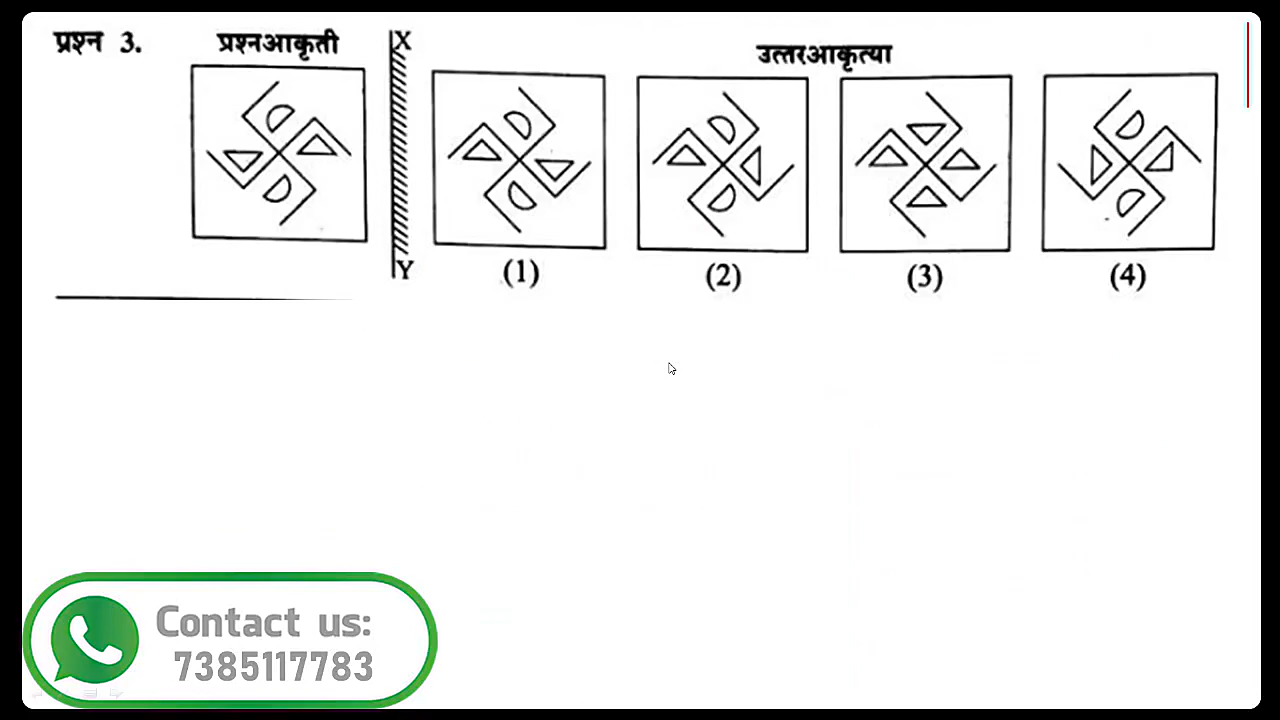 प्रश्न 3. प्रश्नआकृती X उत्तरआकृत्या
Y (1) (2) (3) (4)
Contact us:
7385117783